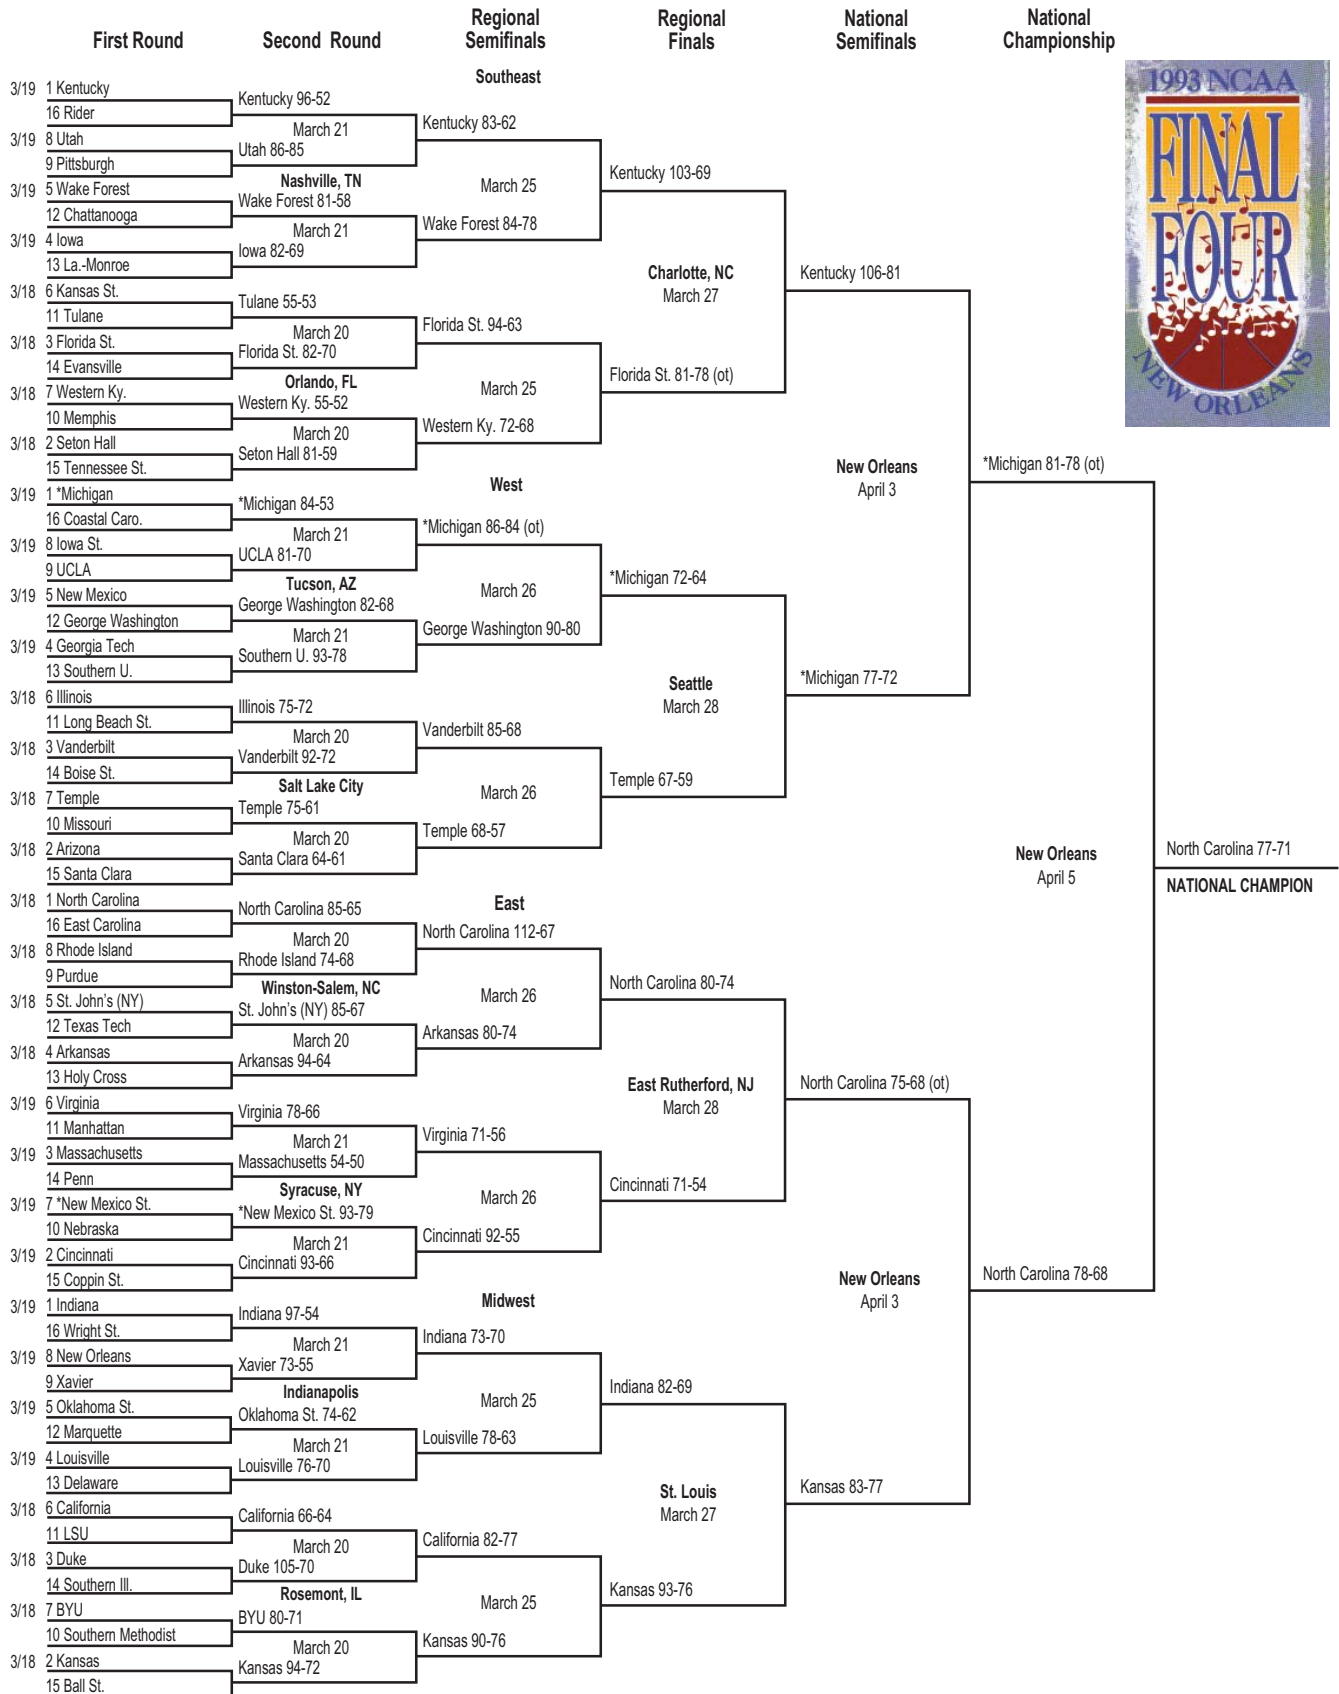 First Round
Second Round
Regional Semifinals
Regional Finals
National Semifinals
National Championship
1993 NCAA
FINAL
FOUR
NEW ORLEANS
Southeast
3/19 1 Kentucky
16 Rider
3/19 8 Utah
9 Pittsburgh
3/19 5 Wake Forest
12 Chattanooga
3/19 4 Iowa
13 La.-Monroe
3/18 6 Kansas St.
11 Tulane
3/18 3 Florida St.
14 Evansville
3/18 7 Western Ky.
10 Memphis
3/18 2 Seton Hall
15 Tennessee St.
Kentucky 96-52
March 21
Utah 86-85
Nashville, TN
Wake Forest 81-58
March 21
Iowa 82-69
Tulane 55-53
March 20
Florida St. 82-70
Orlando, FL
Western Ky. 55-52
March 20
Seton Hall 81-59
Kentucky 83-62
March 25
Wake Forest 84-78
Florida St. 94-63
March 25
Western Ky. 72-68
Kentucky 103-69
Charlotte, NC
March 27
Florida St. 81-78 (ot)
Kentucky 106-81
West
3/19 1 *Michigan
16 Coastal Caro.
3/19 8 Iowa St.
9 UCLA
3/19 5 New Mexico
12 George Washington
3/19 4 Georgia Tech
13 Southern U.
3/18 6 Illinois
11 Long Beach St.
3/18 3 Vanderbilt
14 Boise St.
3/18 7 Temple
10 Missouri
3/18 2 Arizona
15 Santa Clara
*Michigan 84-53
March 21
UCLA 81-70
Tucson, AZ
George Washington 82-68
March 21
Southern U. 93-78
Illinois 75-72
March 20
Vanderbilt 92-72
Salt Lake City
Temple 75-61
March 20
Santa Clara 64-61
*Michigan 86-84 (ot)
March 26
George Washington 90-80
Vanderbilt 85-68
March 26
Temple 68-57
*Michigan 72-64
Seattle
March 28
Temple 67-59
*Michigan 77-72
New Orleans
April 3
*Michigan 81-78 (ot)
East
3/18 1 North Carolina
16 East Carolina
3/18 8 Rhode Island
9 Purdue
3/18 5 St. John's (NY)
12 Texas Tech
3/18 4 Arkansas
13 Holy Cross
3/19 6 Virginia
11 Manhattan
3/19 3 Massachusetts
14 Penn
3/19 7 *New Mexico St.
10 Nebraska
3/19 2 Cincinnati
15 Coppin St.
North Carolina 85-65
March 20
Rhode Island 74-68
Winston-Salem, NC
St. John's (NY) 85-67
March 20
Arkansas 94-64
Virginia 78-66
March 21
Massachusetts 54-50
Syracuse, NY
*New Mexico St. 93-79
March 21
Cincinnati 93-66
North Carolina 112-67
March 26
Arkansas 80-74
Virginia 71-56
March 26
Cincinnati 92-55
North Carolina 80-74
East Rutherford, NJ
March 28
Cincinnati 71-54
North Carolina 75-68 (ot)
Midwest
3/19 1 Indiana
16 Wright St.
3/19 8 New Orleans
9 Xavier
3/19 5 Oklahoma St.
12 Marquette
3/19 4 Louisville
13 Delaware
3/18 6 California
11 LSU
3/18 3 Duke
14 Southern Ill.
3/18 7 BYU
10 Southern Methodist
3/18 2 Kansas
15 Ball St.
Indiana 97-54
March 21
Xavier 73-55
Indianapolis
Oklahoma St. 74-62
March 21
Louisville 76-70
California 66-64
March 20
Duke 105-70
Rosemont, IL
BYU 80-71
March 20
Kansas 94-72
Indiana 73-70
March 25
Louisville 78-63
California 82-77
March 25
Kansas 90-76
Indiana 82-69
St. Louis
March 27
Kansas 93-76
Kansas 83-77
New Orleans
April 3
North Carolina 78-68
New Orleans
April 5
North Carolina 77-71
NATIONAL CHAMPION